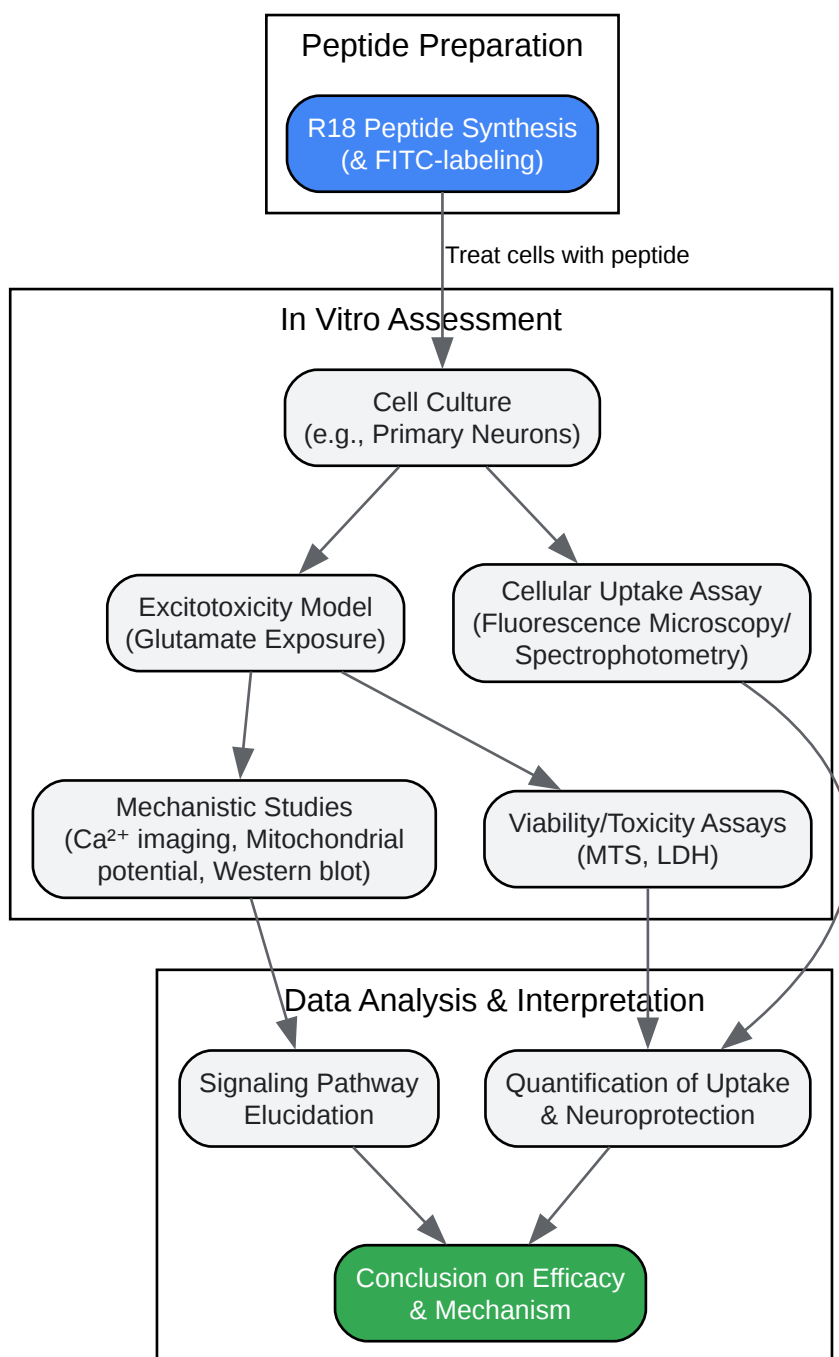 Peptide Preparation
R18 Peptide Synthesis
(& FITC-labeling)
Treat cells with peptide
In Vitro Assessment
Cell Culture
(e.g., Primary Neurons)
Excitotoxicity Model
(Glutamate Exposure)
Cellular Uptake Assay
(Fluorescence Microscopy/
Spectrophotometry)
Mechanistic Studies
(Ca²⁺ imaging, Mitochondrial
potential, Western blot)
Viability/Toxicity Assays
(MTS, LDH)
Data Analysis & Interpretation
Signaling Pathway
Elucidation
Quantification of Uptake
& Neuroprotection
Conclusion on Efficacy
& Mechanism